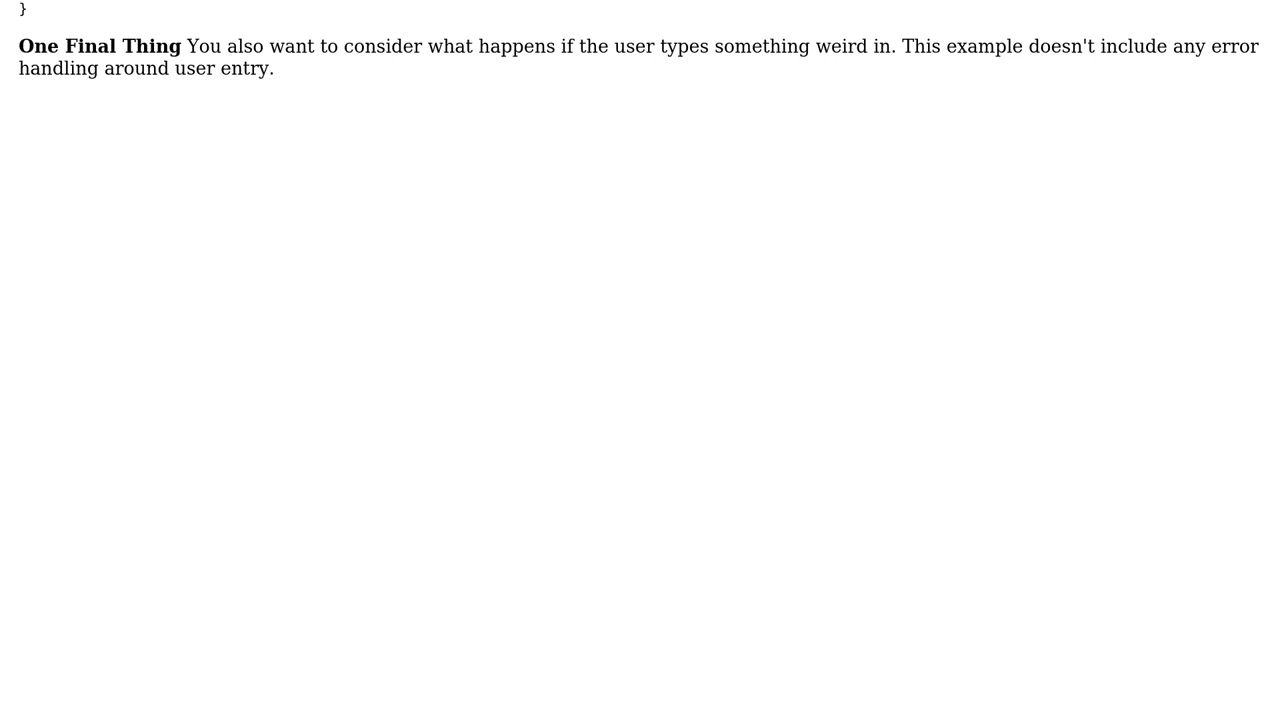 }
One Final Thing You also want to consider what happens if the user types something weird in. This example doesn't include any error
handling around user entry.